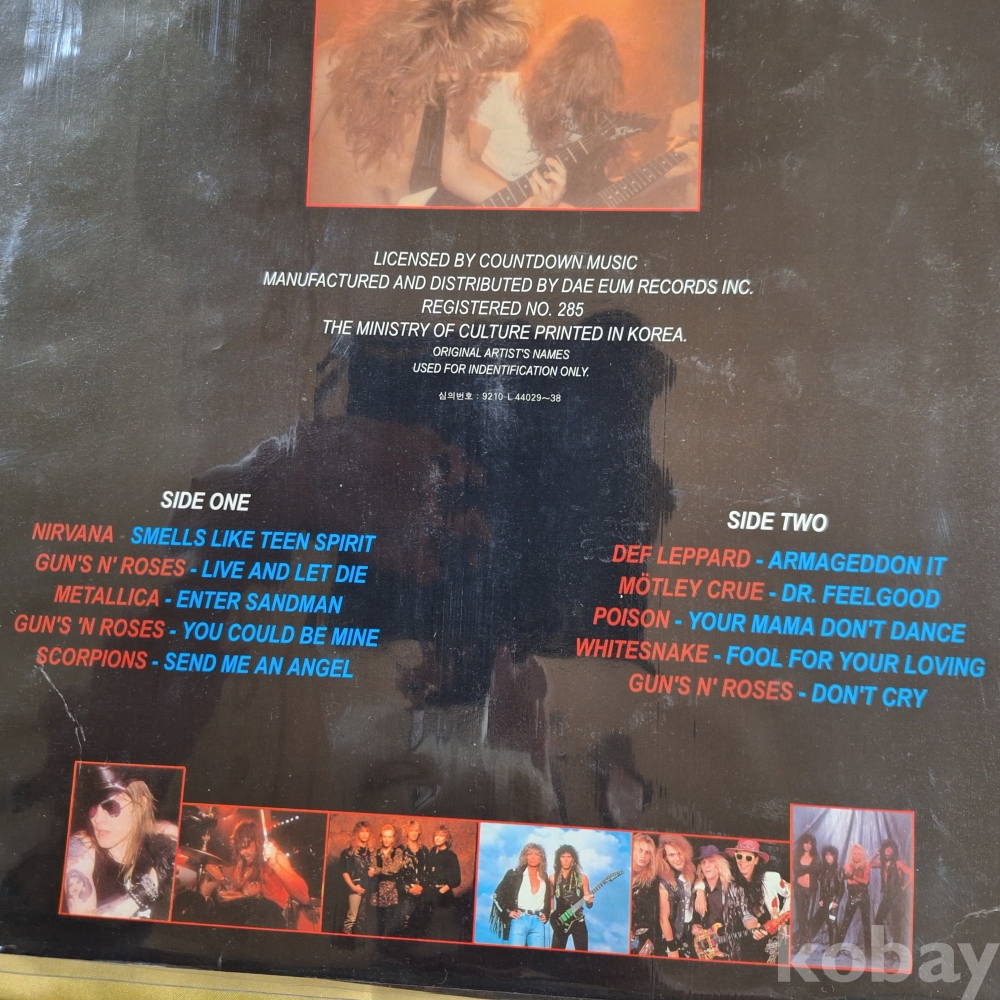 LICENSED BY COUNTDOWN MUSIC
MANUFACTURED AND DISTRIBUTED BY DAE EUM RECORDS INC.
REGISTERED NO. 285
THE MINISTRY OF CULTURE PRINTED IN KOREA.
ORIGINAL ARTIST'S NAMES
USED FOR INDENTIFICATION ONLY.
심의번호 : 9210-L 44029~38
SIDE ONE
NIRVANA - SMELLS LIKE TEEN SPIRIT
GUN'S N' ROSES - LIVE AND LET DIE
METALLICA - ENTER SANDMAN
GUN'S 'N ROSES - YOU COULD BE MINE
SCORPIONS - SEND ME AN ANGEL
SIDE TWO
DEF LEPPARD - ARMAGEDDON IT
MÖTLEY CRUE - DR. FEELGOOD
POISON - YOUR MAMA DON'T DANCE
WHITESNAKE - FOOL FOR YOUR LOVING
GUN'S N' ROSES - DON'T CRY
kobay